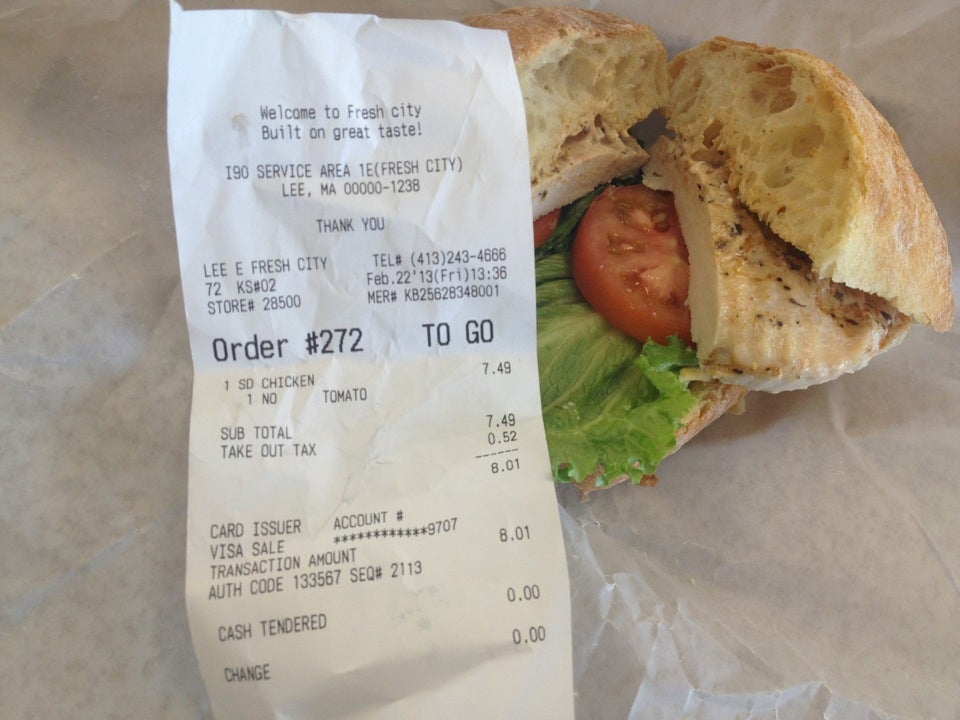 Welcome to Fresh city
Built on great taste!
I90 SERVICE AREA 1E(FRESH CITY)
LEE, MA 00000-1238
THANK YOU
LEE E FRESH CITY TEL# (413)243-4666
72 KS#02 Feb.22'13(Fri)13:36
STORE# 28500 MER# KB25628348001
Order #272 TO GO
1 SD CHICKEN 7.49
1 NO TOMATO
SUB TOTAL 7.49
TAKE OUT TAX 0.52
------
8.01
CARD ISSUER ACCOUNT #
VISA SALE ************9707
TRANSACTION AMOUNT 8.01
AUTH CODE 133567 SEQ# 2113
CASH TENDERED 0.00
CHANGE 0.00